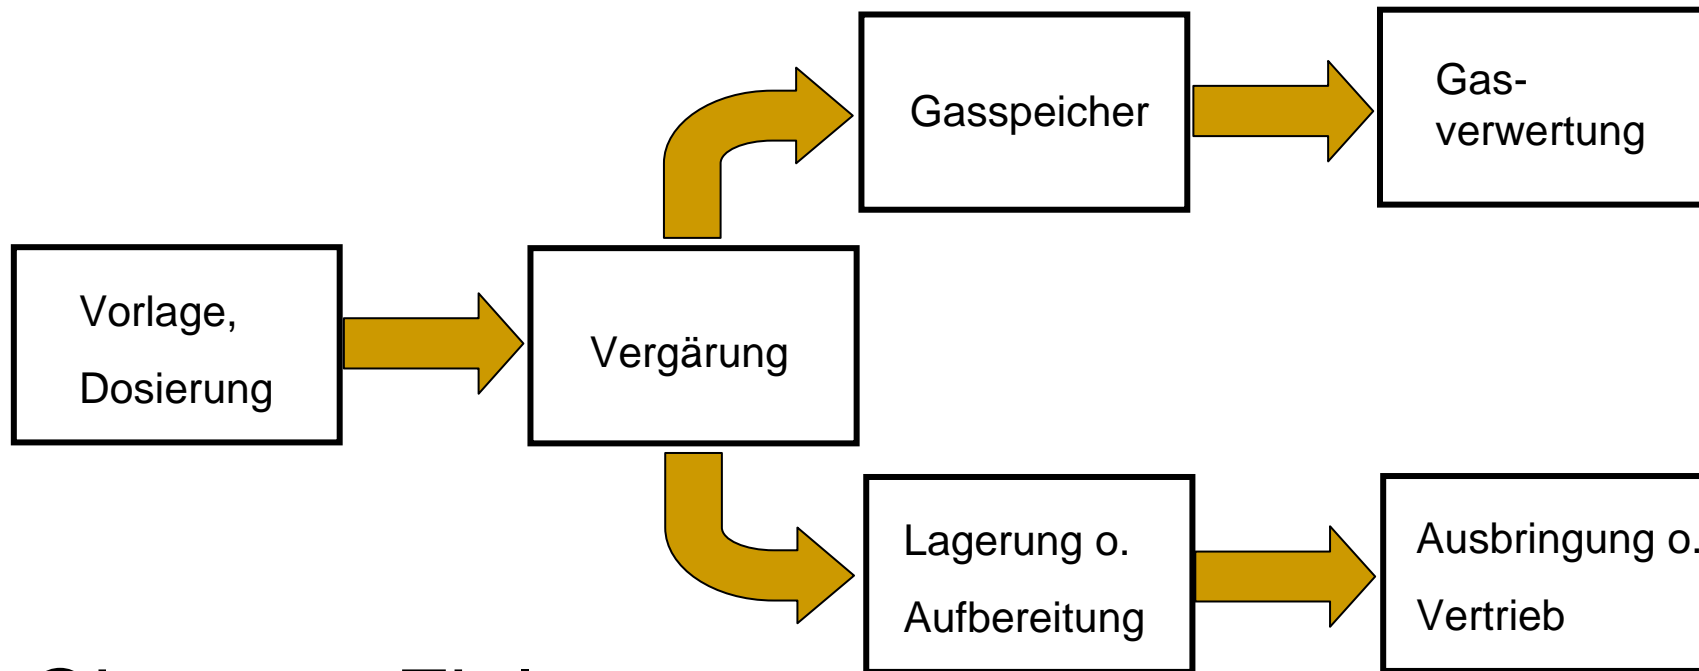 Gasspeicher
Gas-
verwertung
Vorlage,
Dosierung
Vergärung
Lagerung o.
Aufbereitung
Ausbringung o.
Vertrieb